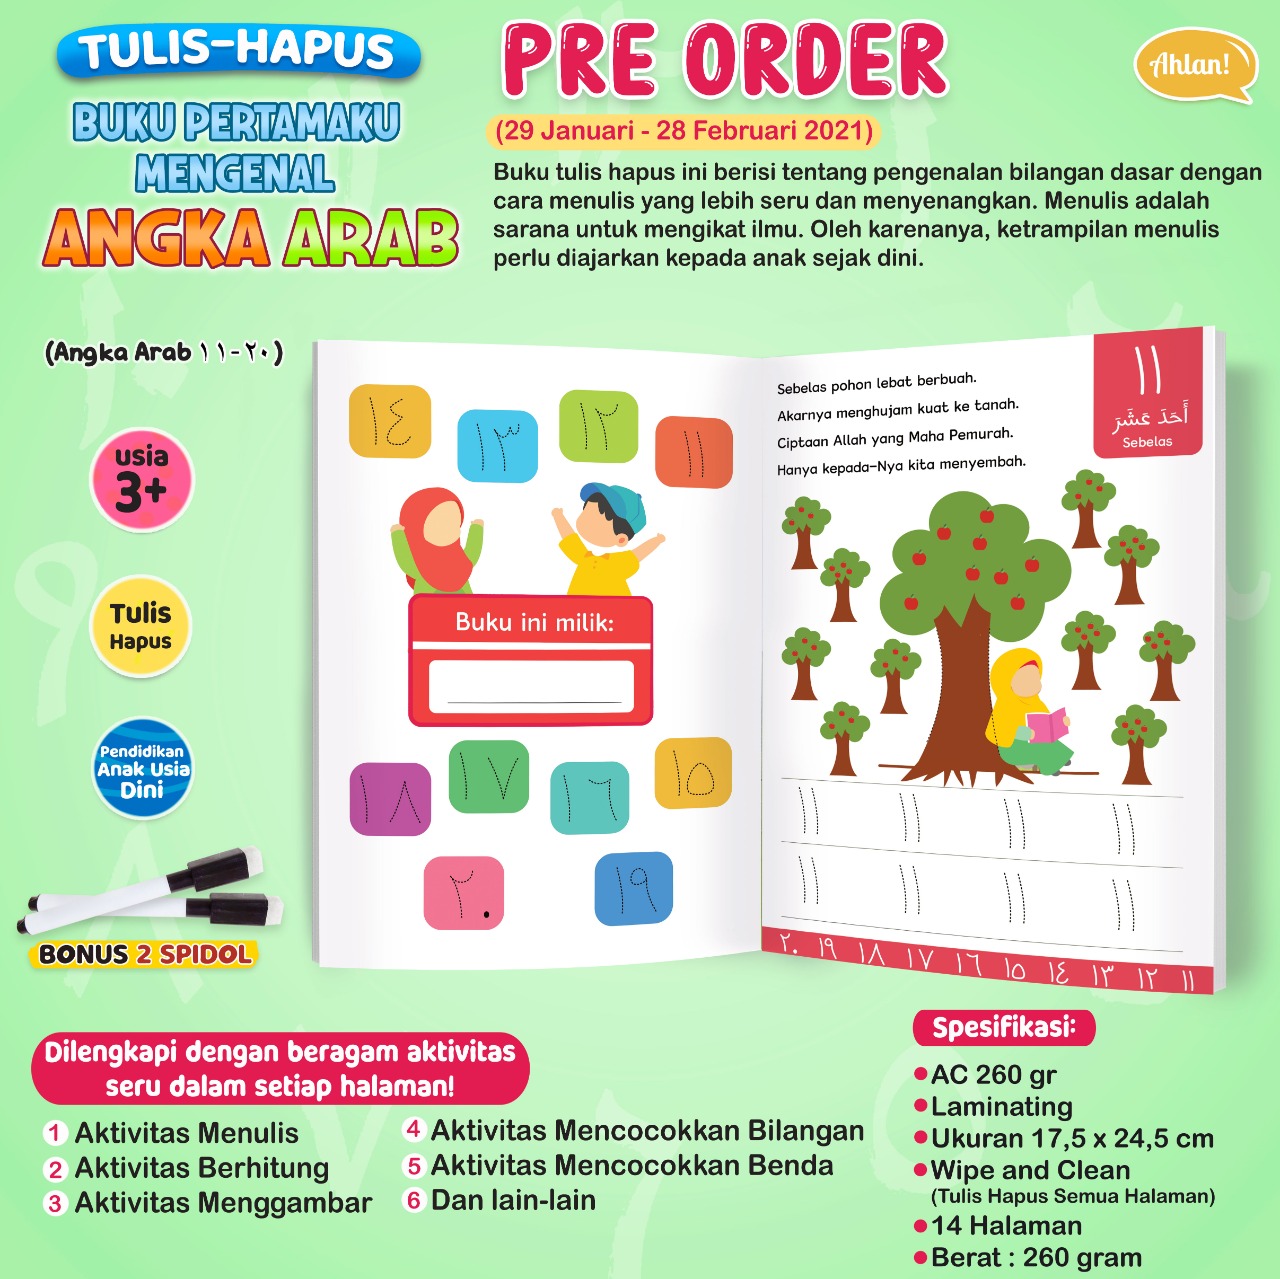 TULIS-HAPUS
BUKU PERTAMAKU
MENGENAL
ANGKA ARAB
PRE ORDER
(29 Januari - 28 Februari 2021)
Ahlan!
Buku tulis hapus ini berisi tentang pengenalan bilangan dasar dengan
cara menulis yang lebih seru dan menyenangkan. Menulis adalah
sarana untuk mengikat ilmu. Oleh karenanya, ketrampilan menulis
perlu diajarkan kepada anak sejak dini.
(Angka Arab ١١-٢٠)
usia
3+
Tulis
Hapus
Pendidikan
Anak Usia
Dini
BONUS 2 SPIDOL
١٤
١٣
١٢
١١
Buku ini milik:
١٨
١٧
١٦
١٥
٢٠
١٩
Sebelas pohon lebat berbuah.
Akarnya menghujam kuat ke tanah.
Ciptaan Allah yang Maha Pemurah.
Hanya kepada-Nya kita menyembah.
١١
أَحَدَ عَشَرَ
Sebelas
١١ ١١ ١١ ١١
١١ ١١ ١١ ١١
٢٠ ١٩ ١٨ ١٧ ١٦ ١٥ ١٤ ١٣ ١٢ ١١
Dilengkapi dengan beragam aktivitas
seru dalam setiap halaman!
1 Aktivitas Menulis
2 Aktivitas Berhitung
3 Aktivitas Menggambar
4 Aktivitas Mencocokkan Bilangan
5 Aktivitas Mencocokkan Benda
6 Dan lain-lain
Spesifikasi:
AC 260 gr
Laminating
Ukuran 17,5 x 24,5 cm
Wipe and Clean
(Tulis Hapus Semua Halaman)
14 Halaman
Berat : 260 gram